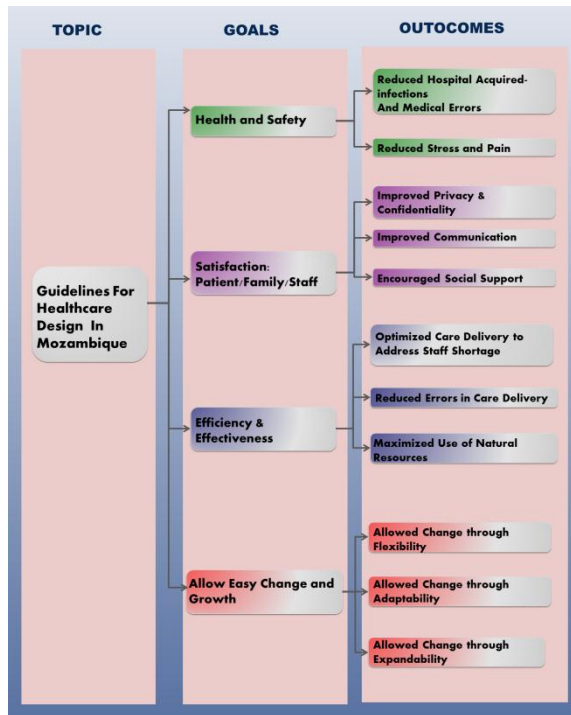 TOPIC
GOALS
OUTOCOMES
Guidelines For
Healthcare
Design In
Mozambique
Health and Safety
Reduced Hospital Acquired-
infections
And Medical Errors
Reduced Stress and Pain
Satisfaction:
Patient/Family/Staff
Improved Privacy &
Confidentiality
Improved Communication
Encouraged Social Support
Efficiency &
Effectiveness
Optimized Care Delivery to
Address Staff Shortage
Reduced Errors in Care Delivery
Maximized Use of Natural
Resources
Allow Easy Change and
Growth
Allowed Change through
Flexibility
Allowed Change through
Adaptability
Allowed Change through
Expandability